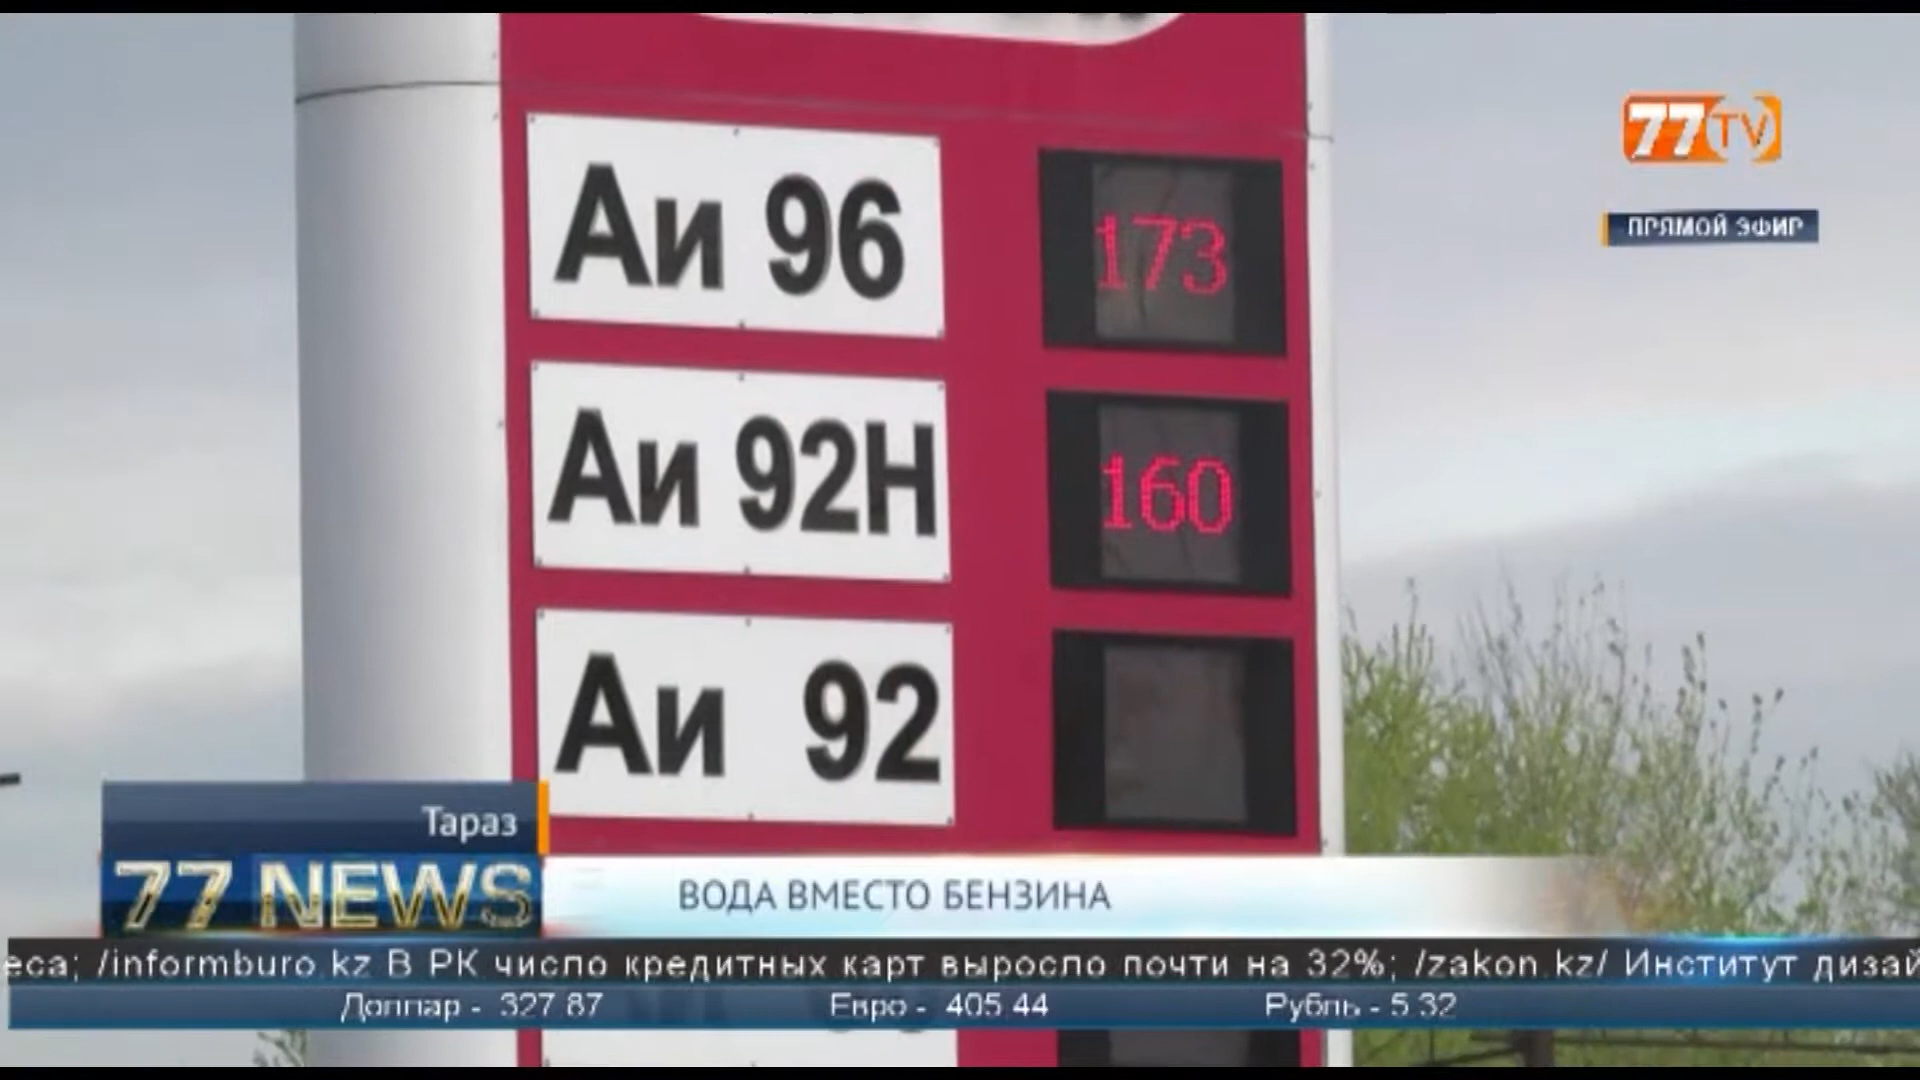 77TV
ПРЯМОЙ ЭФИР
Аи 96 173
Аи 92Н 160
Аи 92
Тараз
77 NEWS
ВОДА ВМЕСТО БЕНЗИНА
еса; /informburo.kz В РК число кредитных карт выросло почти на 32%; /zakon.kz/ Институт дизай
Доллар - 327.87 Евро - 405.44 Рубль - 5.32